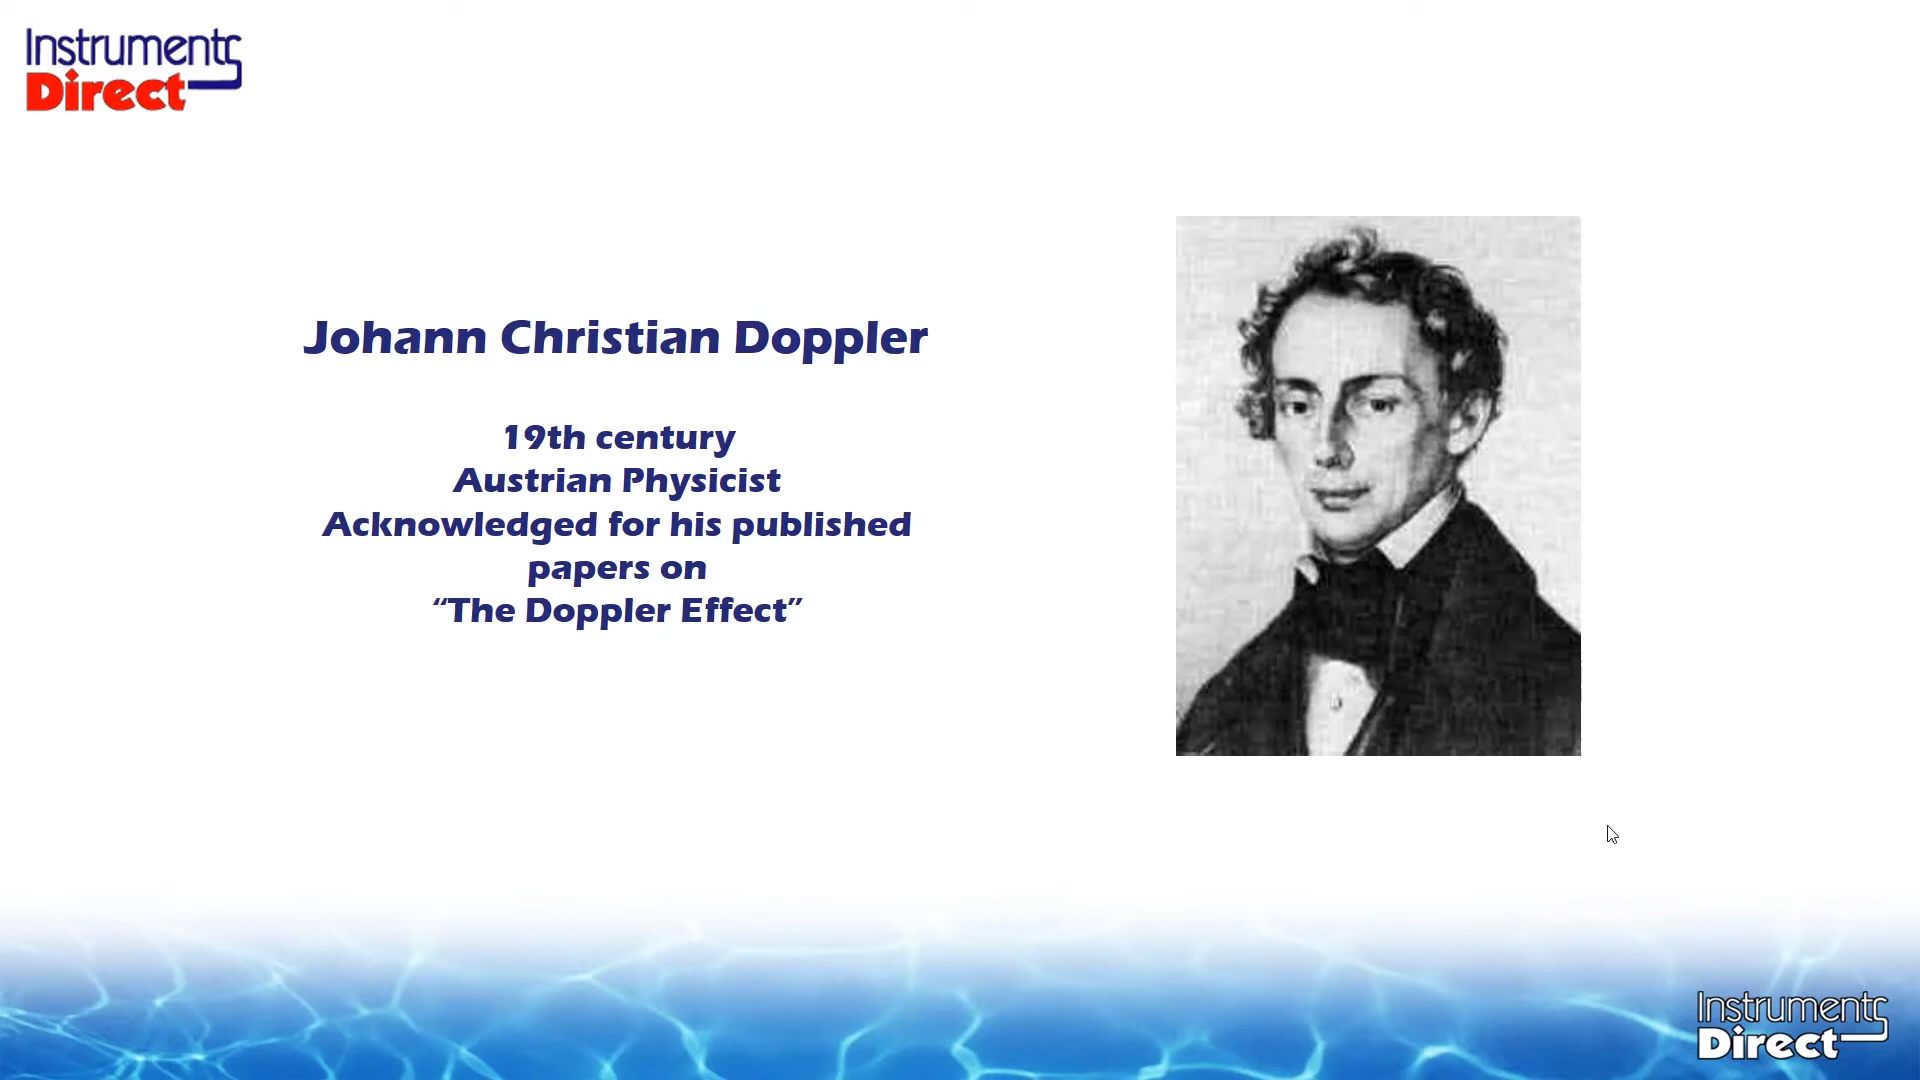 Instruments
Direct
Johann Christian Doppler
19th century
Austrian Physicist
Acknowledged for his published
papers on
“The Doppler Effect”
Instruments
Direct